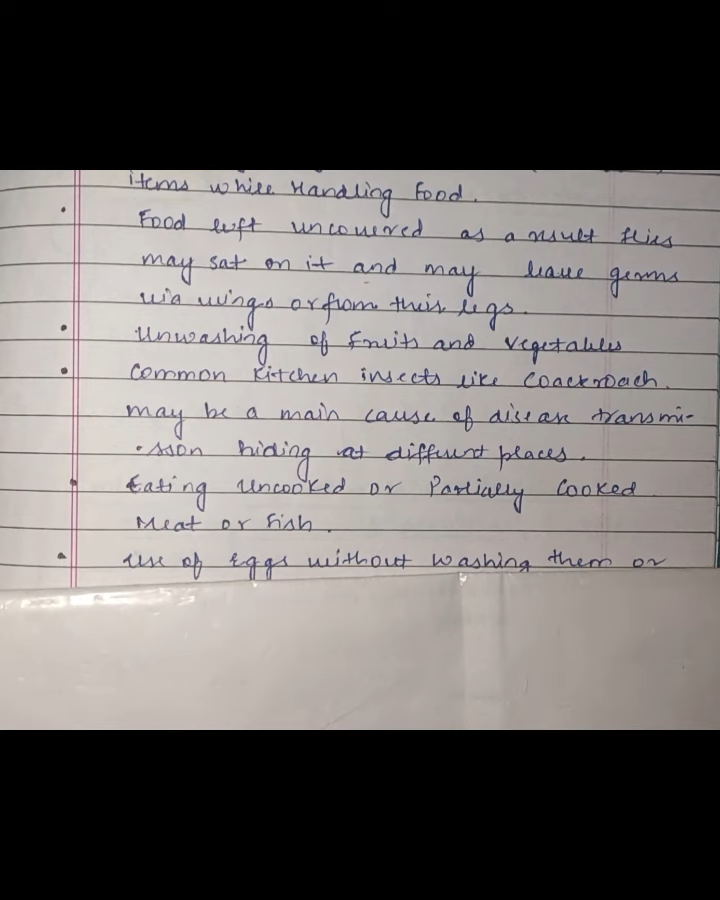 items while Handling Food.
• Food left uncovered as a result flies
may sat on it and may leave germs
via wings or from their legs.
• Unwashing of Fruits and vegetables
• Common Kitchen insects like Coackroach.
may be a main cause of disease transmi-
-sson hiding at different places.
• Eating Uncooked or Partially Cooked
Meat or Fish.
• use of Eggs without washing them or